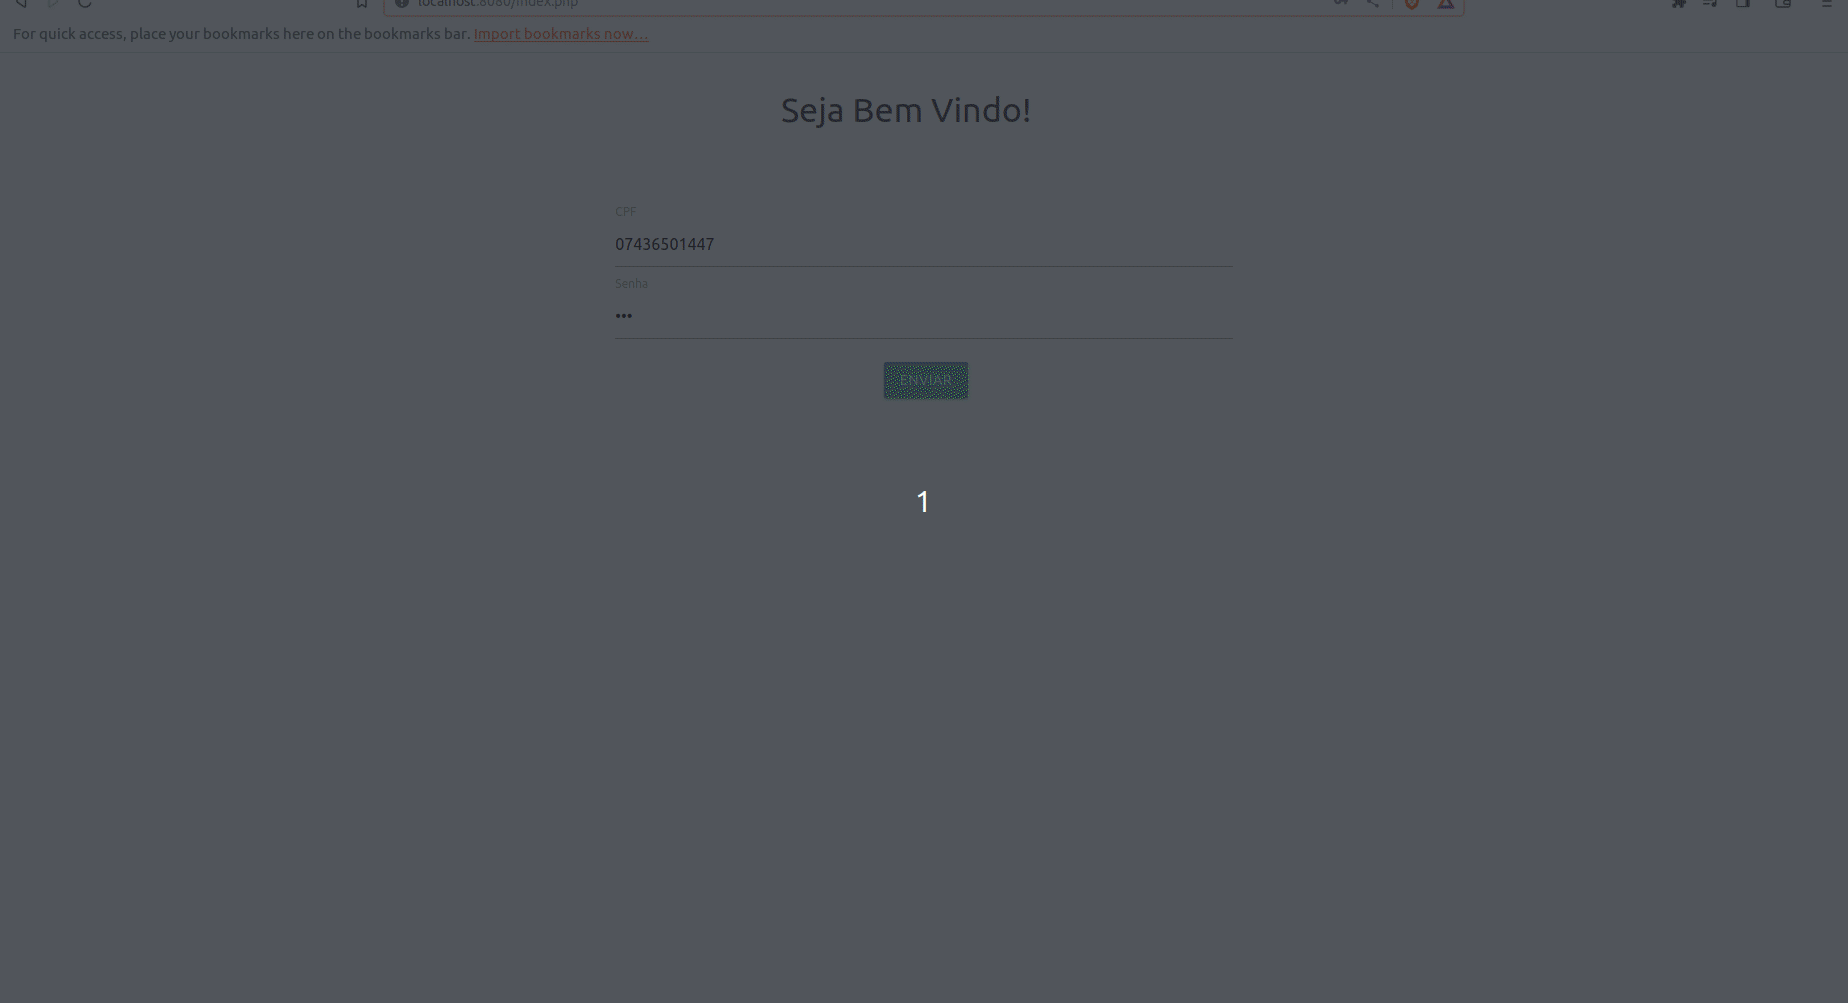 localhost:8080/index.php
For quick access, place your bookmarks here on the bookmarks bar. Import bookmarks now...
Seja Bem Vindo!
CPF
07436501447
Senha
•••
ENVIAR
1